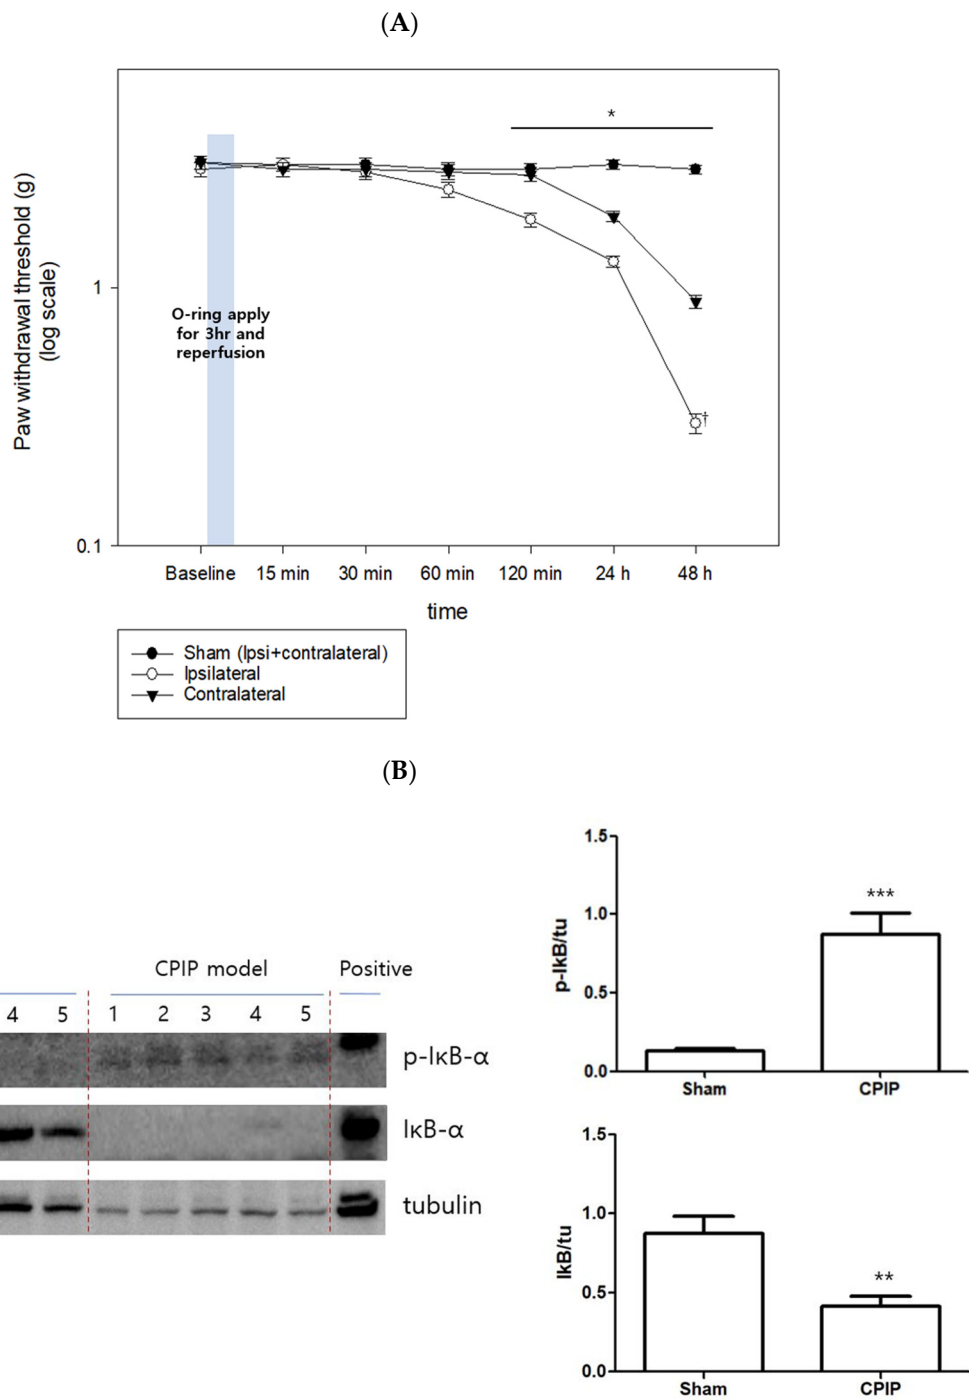 (A)
*
Paw withdrawal threshold (g)
(log scale)
1
0.1
O-ring apply
for 3hr and
reperfusion
†
Baseline 15 min 30 min 60 min 120 min 24 h 48 h
time
Sham (Ipsi+contralateral)
Ipsilateral
Contralateral
(B)
CPIP model Positive
4 5 1 2 3 4 5
p-IκB-α
IκB-α
tubulin
p-IkB/tu
1.5
1.0
0.5
0.0
***
Sham CPIP
IkB/tu
1.5
1.0
0.5
0.0
**
Sham CPIP